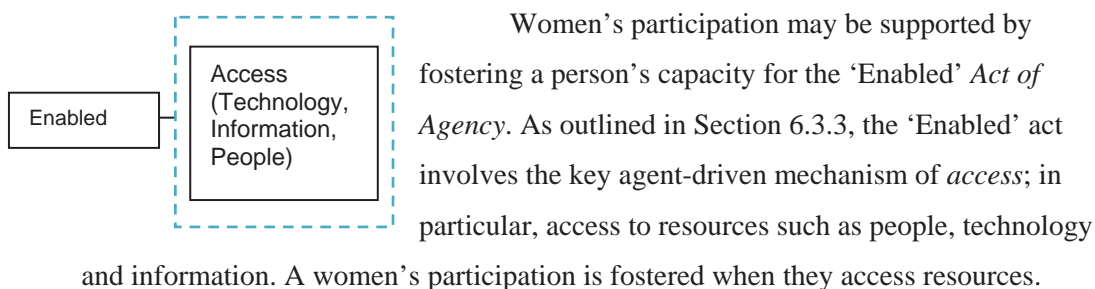 Enabled
Access
(Technology,
Information,
People)
Women’s participation may be supported by
fostering a person’s capacity for the ‘Enabled’ Act of
Agency. As outlined in Section 6.3.3, the ‘Enabled’ act
involves the key agent-driven mechanism of access; in
particular, access to resources such as people, technology
and information. A women’s participation is fostered when they access resources.